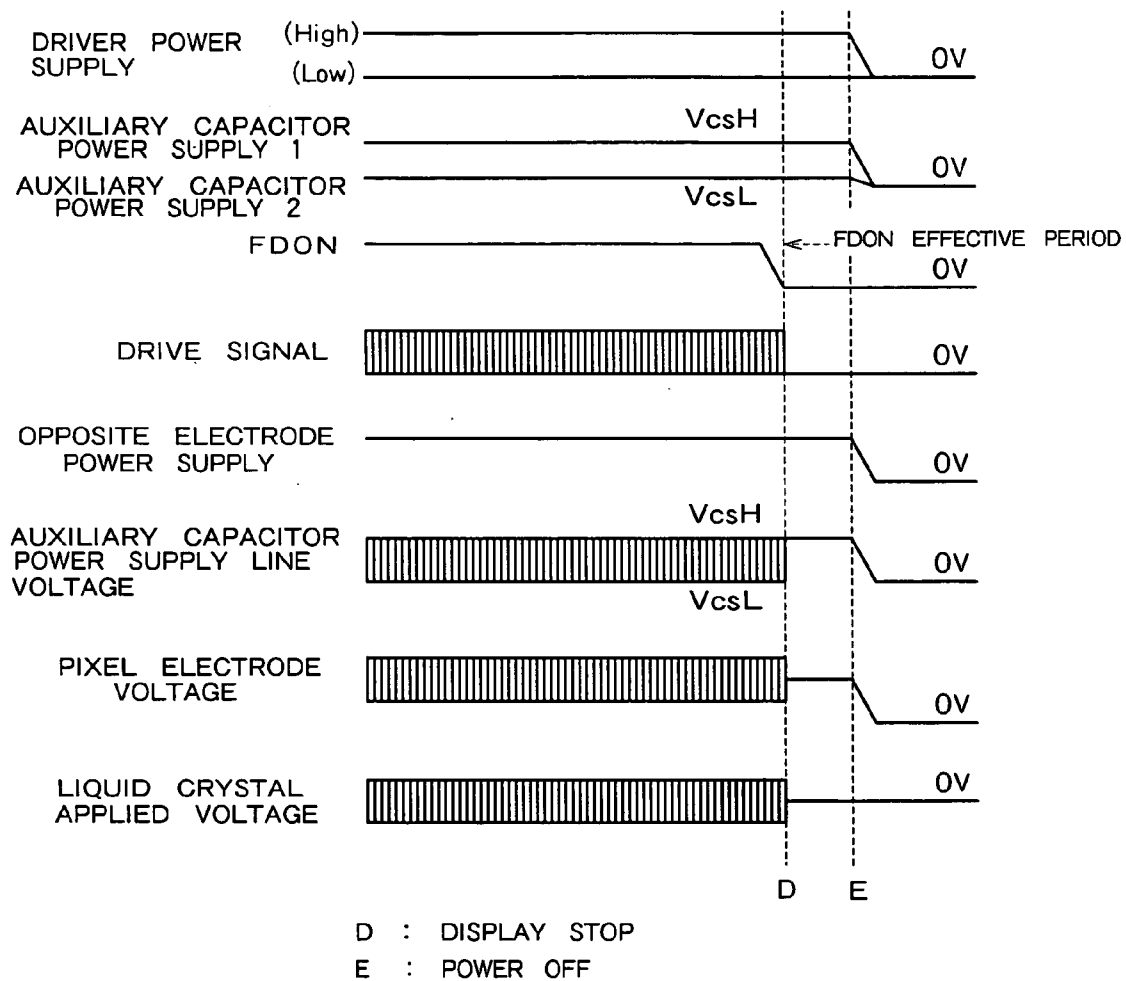 DRIVER POWER SUPPLY
(High)
(Low)
0V
AUXILIARY CAPACITOR
POWER SUPPLY 1
VcsH
0V
AUXILIARY CAPACITOR
POWER SUPPLY 2
VcsL
FDON
FDON EFFECTIVE PERIOD
0V
DRIVE SIGNAL
0V
OPPOSITE ELECTRODE
POWER SUPPLY
0V
VcsH
AUXILIARY CAPACITOR
POWER SUPPLY LINE
VOLTAGE
0V
VcsL
PIXEL ELECTRODE
VOLTAGE
0V
LIQUID CRYSTAL
APPLIED VOLTAGE
0V
D
E
D : DISPLAY STOP
E : POWER OFF